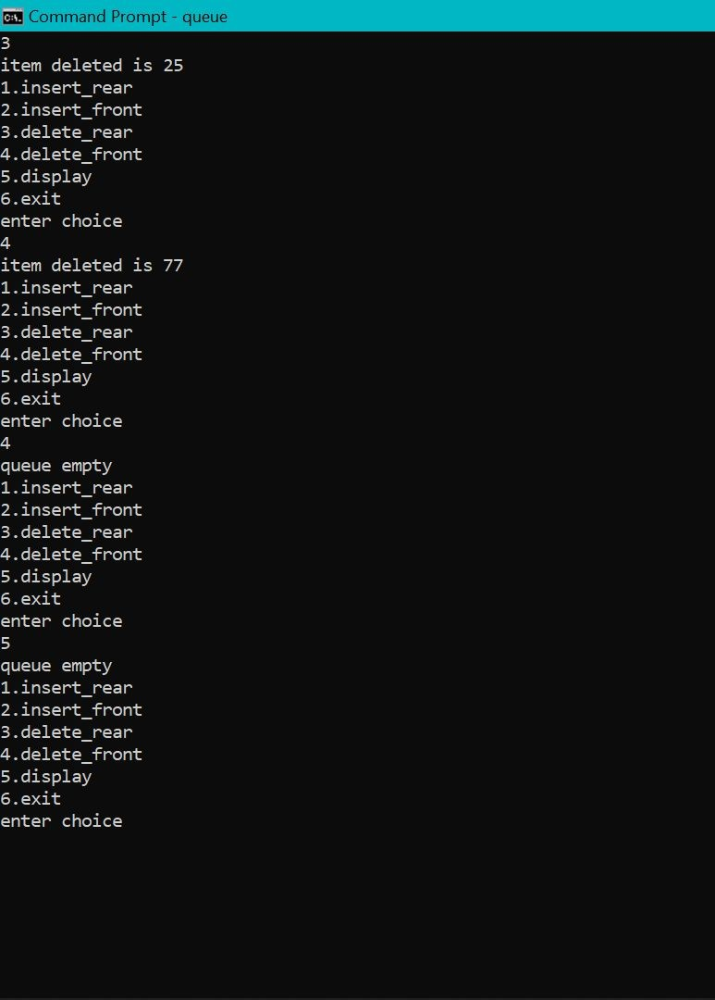 Command Prompt - queue
3
item deleted is 25
1.insert_rear
2.insert_front
3.delete_rear
4.delete_front
5.display
6.exit
enter choice
4
item deleted is 77
1.insert_rear
2.insert_front
3.delete_rear
4.delete_front
5.display
6.exit
enter choice
4
queue empty
1.insert_rear
2.insert_front
3.delete_rear
4.delete_front
5.display
6.exit
enter choice
5
queue empty
1.insert_rear
2.insert_front
3.delete_rear
4.delete_front
5.display
6.exit
enter choice